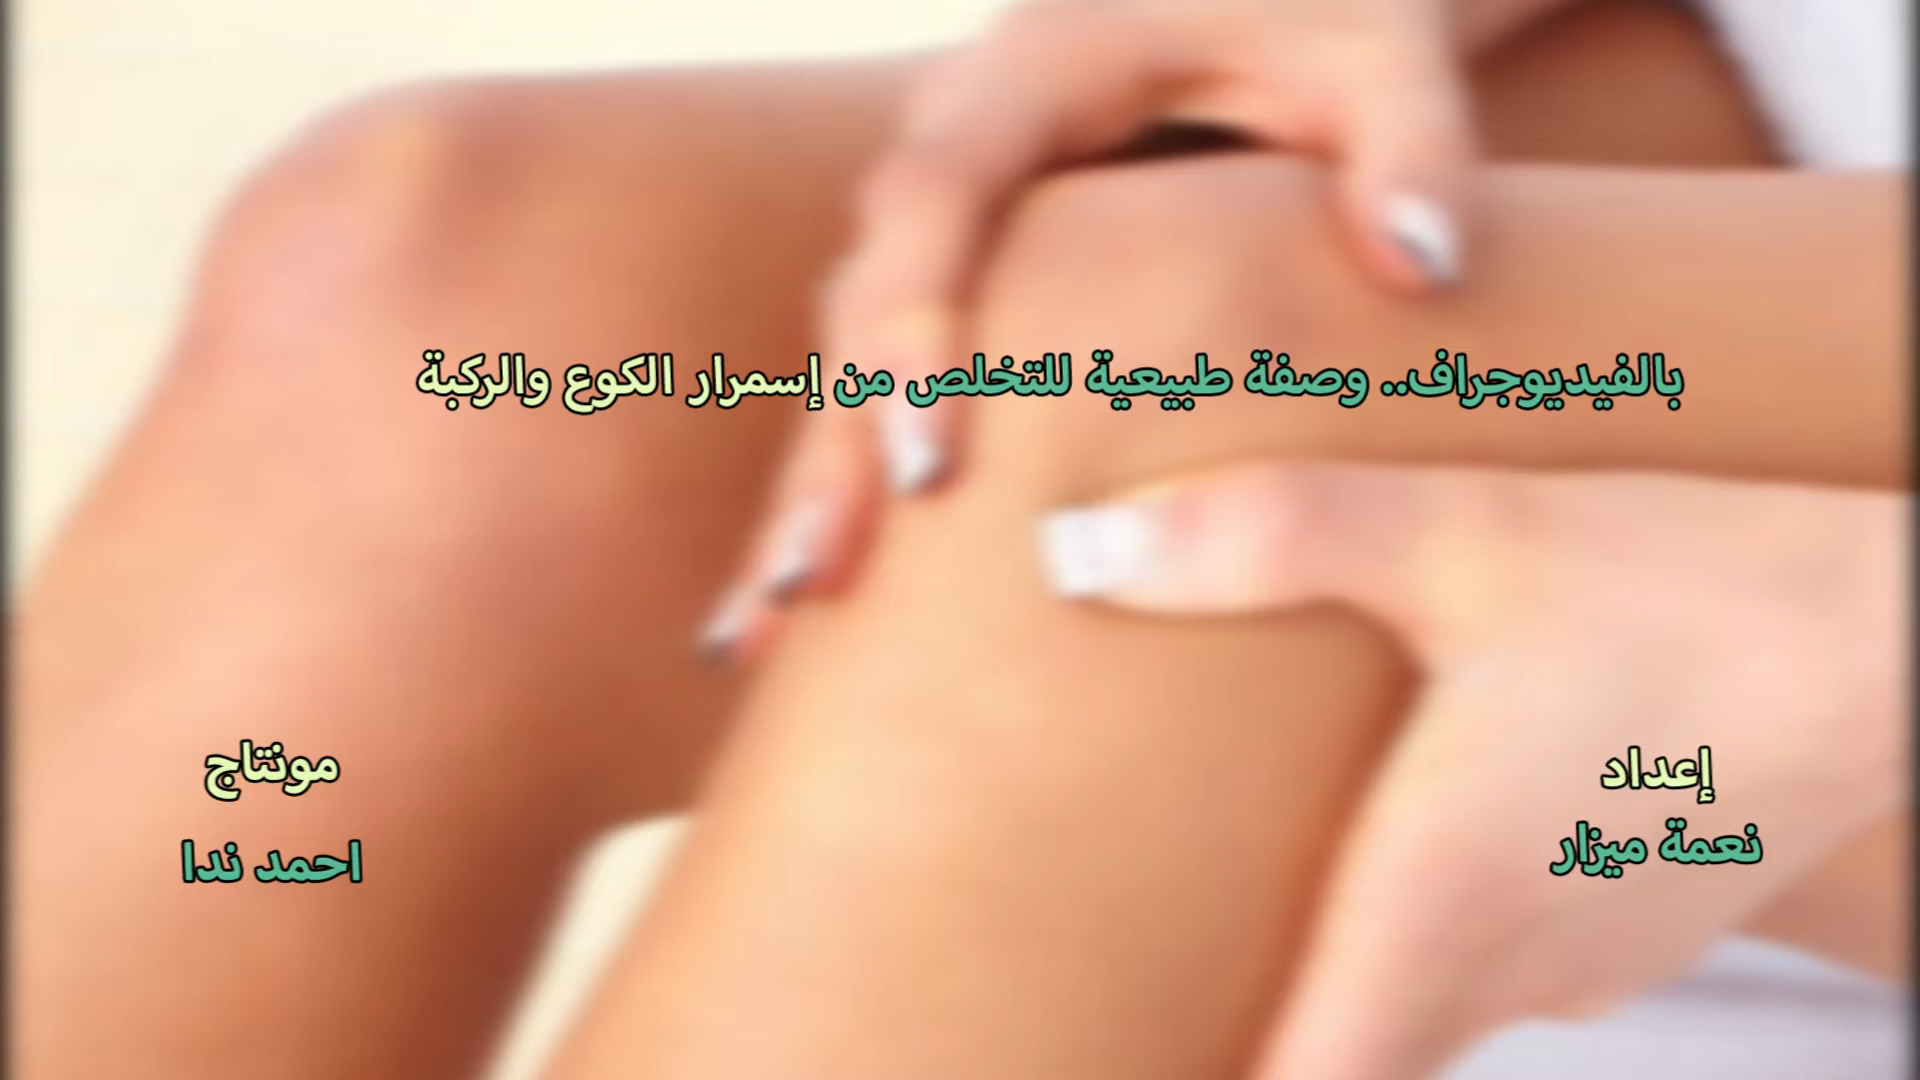 بالفيديوجراف.. وصفة طبيعية للتخلص من إسمرار الكوع والركبة
إعداد
نعمة ميزار
مونتاج
احمد ندا